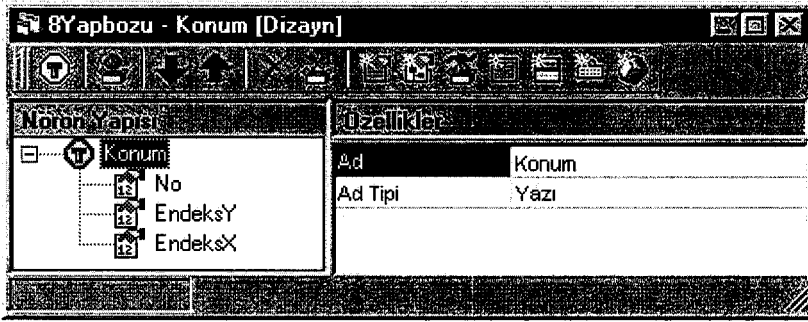 8Yapbozu - Konum [Dizayn]
Nöron Yapısı
Özellikler
Konum
No
EndeksY
EndeksX
Ad Konum
Ad Tipi Yazı